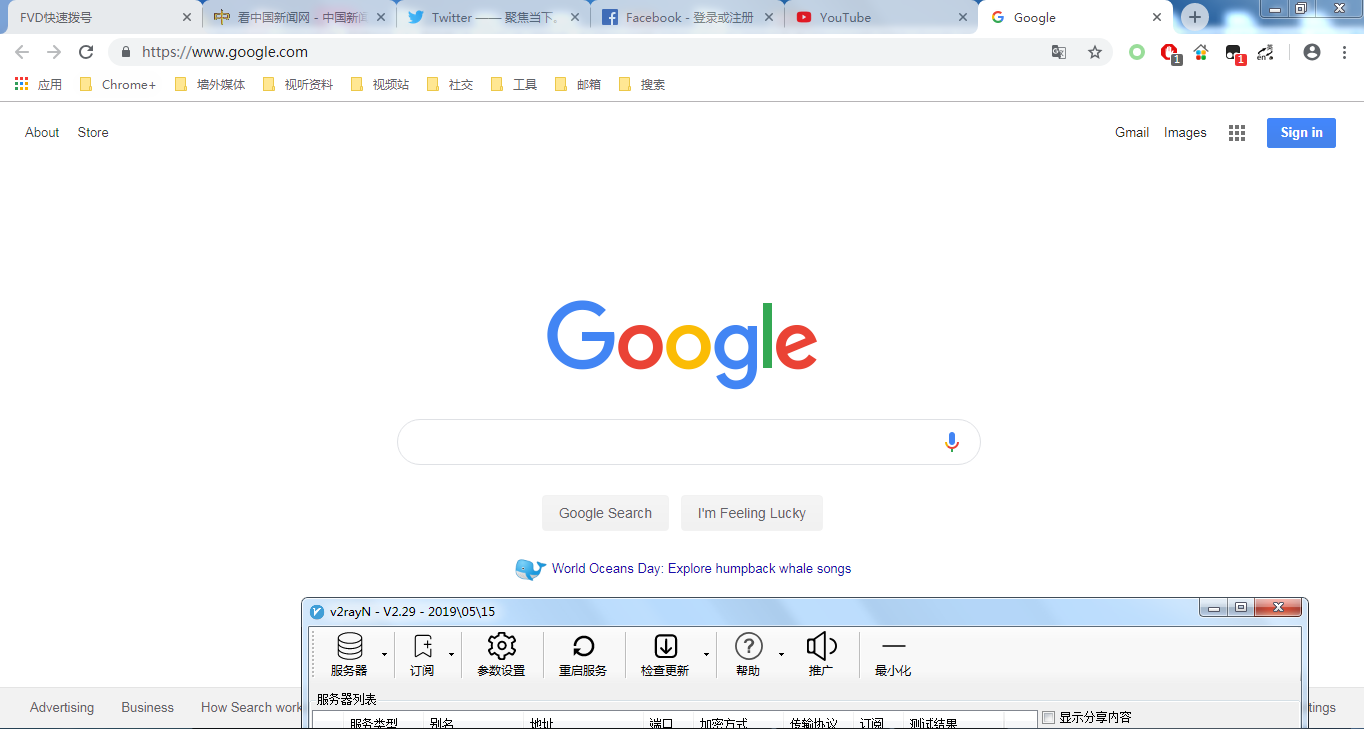 FVD快速拨号
看中国新闻网 - 中国新闻
Twitter —— 聚焦当下。
Facebook - 登录或注册
YouTube
Google
https://www.google.com
1
1
en
应用
Chrome+
墙外媒体
视听资料
视频站
社交
工具
邮箱
搜索
About Store
Gmail Images
Sign in
Google
Google Search
I'm Feeling Lucky
World Oceans Day: Explore humpback whale songs
v2rayN - V2.29 - 2019\05\15
服务器
订阅
参数设置
重启服务
检查更新
帮助
推广
最小化
服务器列表
服务类型 别名 地址 端口 加密方式 传输协议 订阅 测试结果
显示分享内容
Advertising Business How Search work
tings